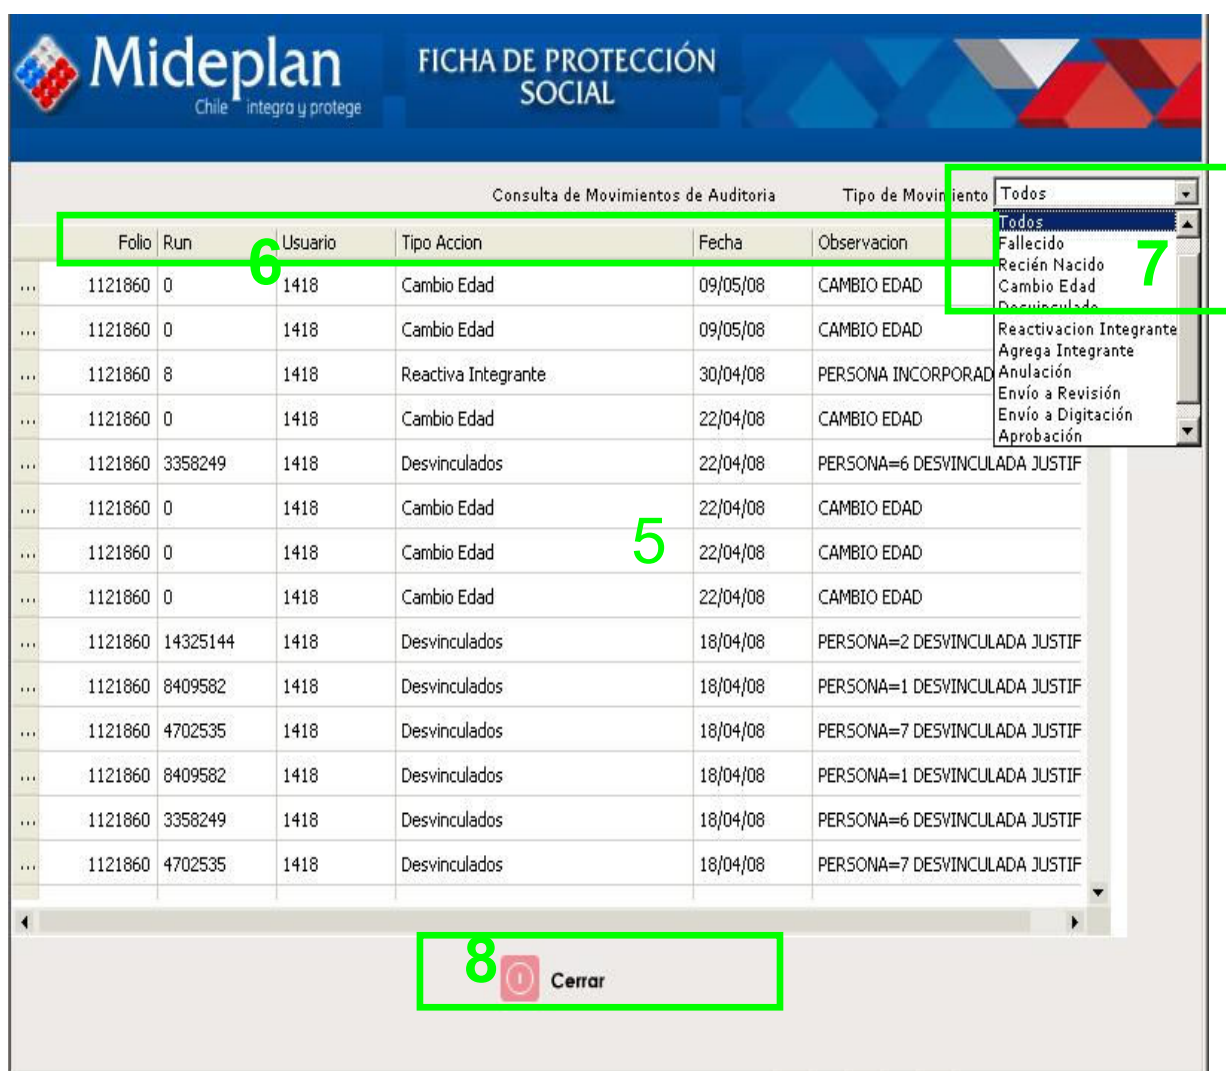 Mideplan
Chile integra y protege
FICHA DE PROTECCIÓN
SOCIAL
Consulta de Movimientos de Auditoria Tipo de Movimiento Todos
Folio Run Usuario Tipo Accion Fecha Observacion
6
7
Todos
Fallecido
Recién Nacido
Cambio Edad
Desvinculado
Reactivacion Integrante
Agrega Integrante
Anulación
Envío a Revisión
Envío a Digitación
Aprobación
... 1121860 0 1418 Cambio Edad 09/05/08 CAMBIO EDAD
... 1121860 0 1418 Cambio Edad 09/05/08 CAMBIO EDAD
... 1121860 8 1418 Reactiva Integrante 30/04/08 PERSONA INCORPORAD
... 1121860 0 1418 Cambio Edad 22/04/08 CAMBIO EDAD
... 1121860 3358249 1418 Desvinculados 22/04/08 PERSONA=6 DESVINCULADA JUSTIF
... 1121860 0 1418 Cambio Edad 22/04/08 CAMBIO EDAD
5
... 1121860 0 1418 Cambio Edad 22/04/08 CAMBIO EDAD
... 1121860 0 1418 Cambio Edad 22/04/08 CAMBIO EDAD
... 1121860 14325144 1418 Desvinculados 18/04/08 PERSONA=2 DESVINCULADA JUSTIF
... 1121860 8409582 1418 Desvinculados 18/04/08 PERSONA=1 DESVINCULADA JUSTIF
... 1121860 4702535 1418 Desvinculados 18/04/08 PERSONA=7 DESVINCULADA JUSTIF
... 1121860 8409582 1418 Desvinculados 18/04/08 PERSONA=1 DESVINCULADA JUSTIF
... 1121860 3358249 1418 Desvinculados 18/04/08 PERSONA=6 DESVINCULADA JUSTIF
... 1121860 4702535 1418 Desvinculados 18/04/08 PERSONA=7 DESVINCULADA JUSTIF
8
Cerrar